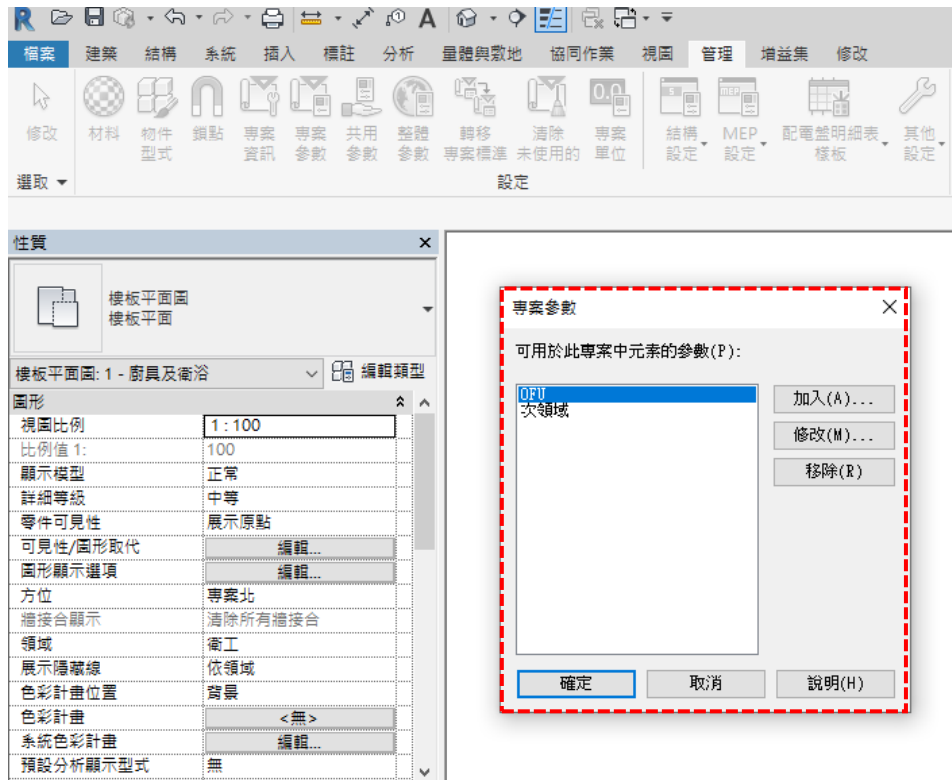 檔案 建築 結構 系統 插入 標註 分析 量體與敷地 協同作業 視圖 管理 增益集 修改
修改 材料 物件型式 鎖點 專案資訊 專案參數 共用參數 整體參數 轉移專案標準 清除未使用的 專案單位 結構設定 MEP設定 配電盤明細表樣板 其他設定
選取 設定
性質
樓板平面圖
樓板平面
樓板平面圖: 1 - 廚具及衛浴 編輯類型
圖形
視圖比例 1 : 100
比例值 1: 100
顯示模型 正常
詳細等級 中等
零件可見性 展示原點
可見性/圖形取代 編輯...
圖形顯示選項 編輯...
方位 專案北
牆接合顯示 清除所有牆接合
領域 衛工
展示隱藏線 依領域
色彩計畫位置 背景
色彩計畫 <無>
系統色彩計畫 編輯...
預設分析顯示型式 無
專案參數
可用於此專案中元素的參數(P):
OFU
次領域
加入(A)...
修改(M)...
移除(R)
確定 取消 說明(H)